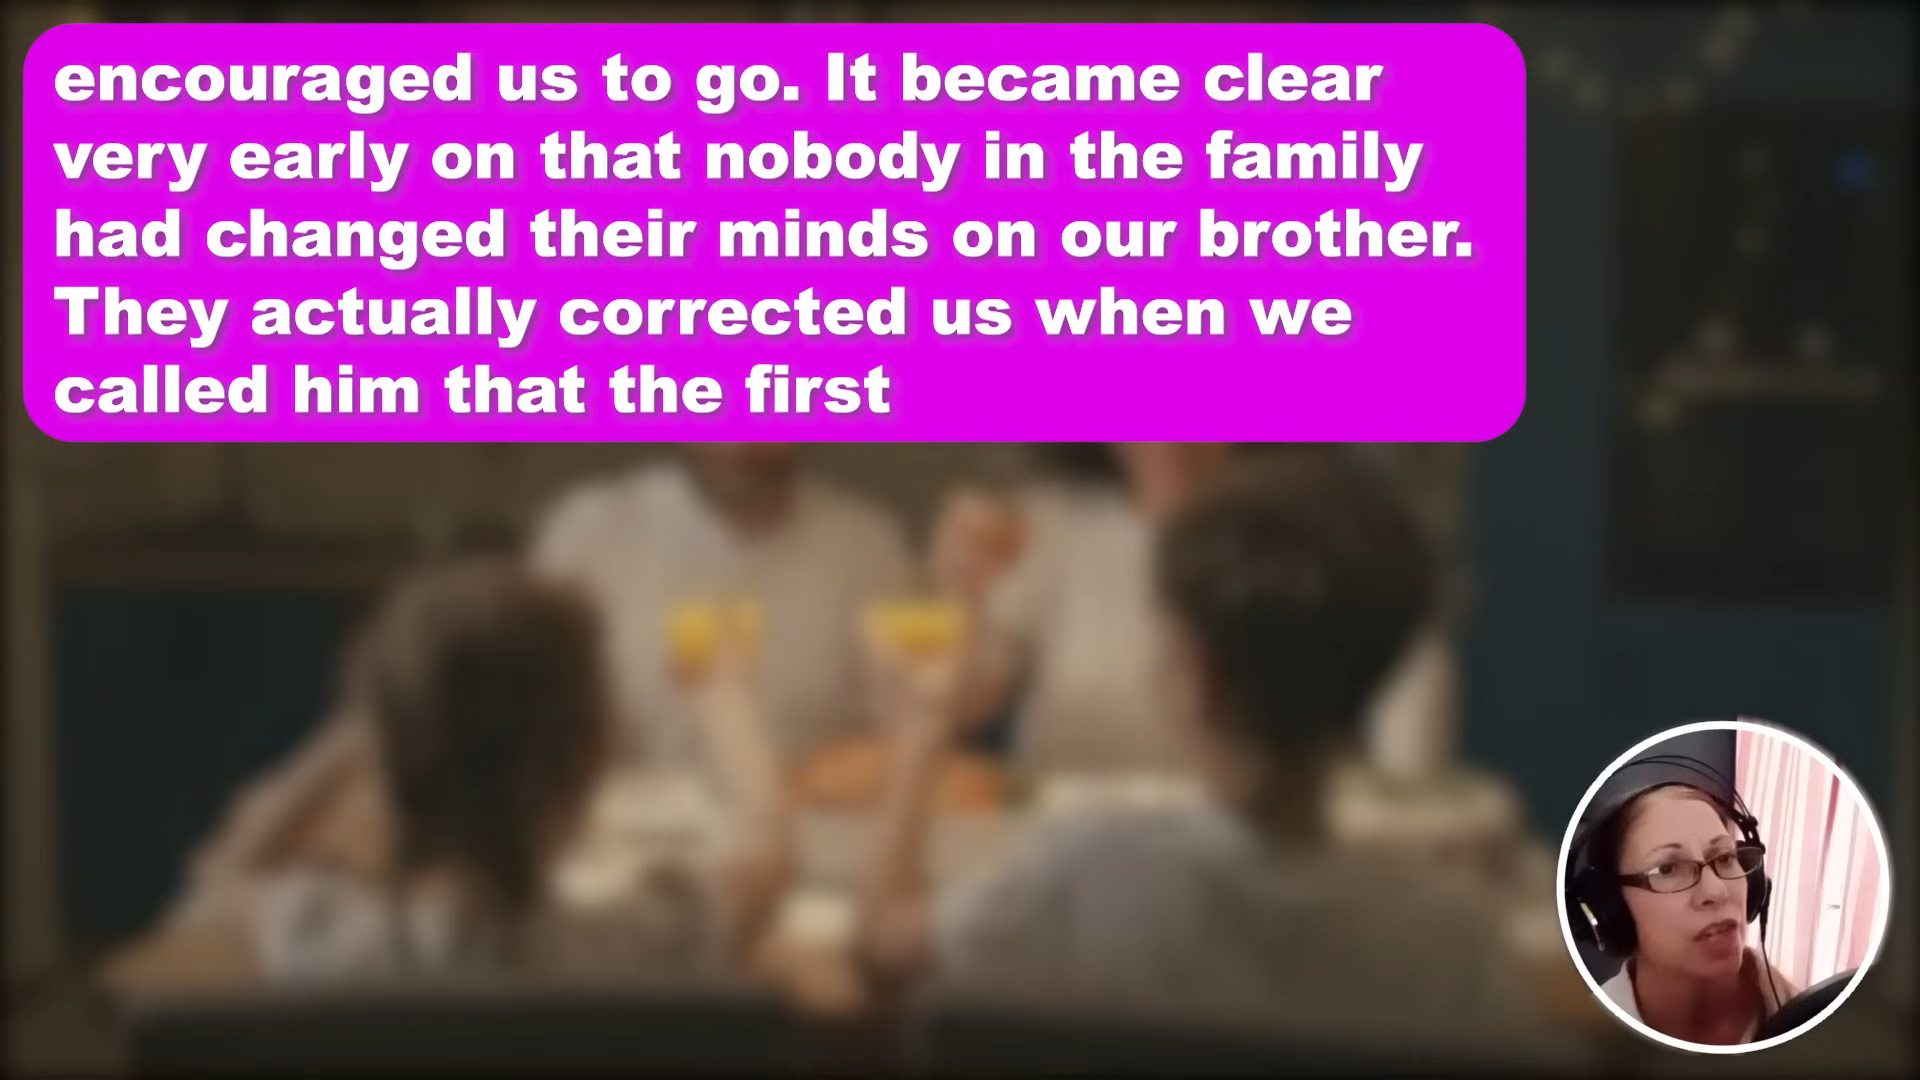 encouraged us to go. It became clear
very early on that nobody in the family
had changed their minds on our brother.
They actually corrected us when we
called him that the first